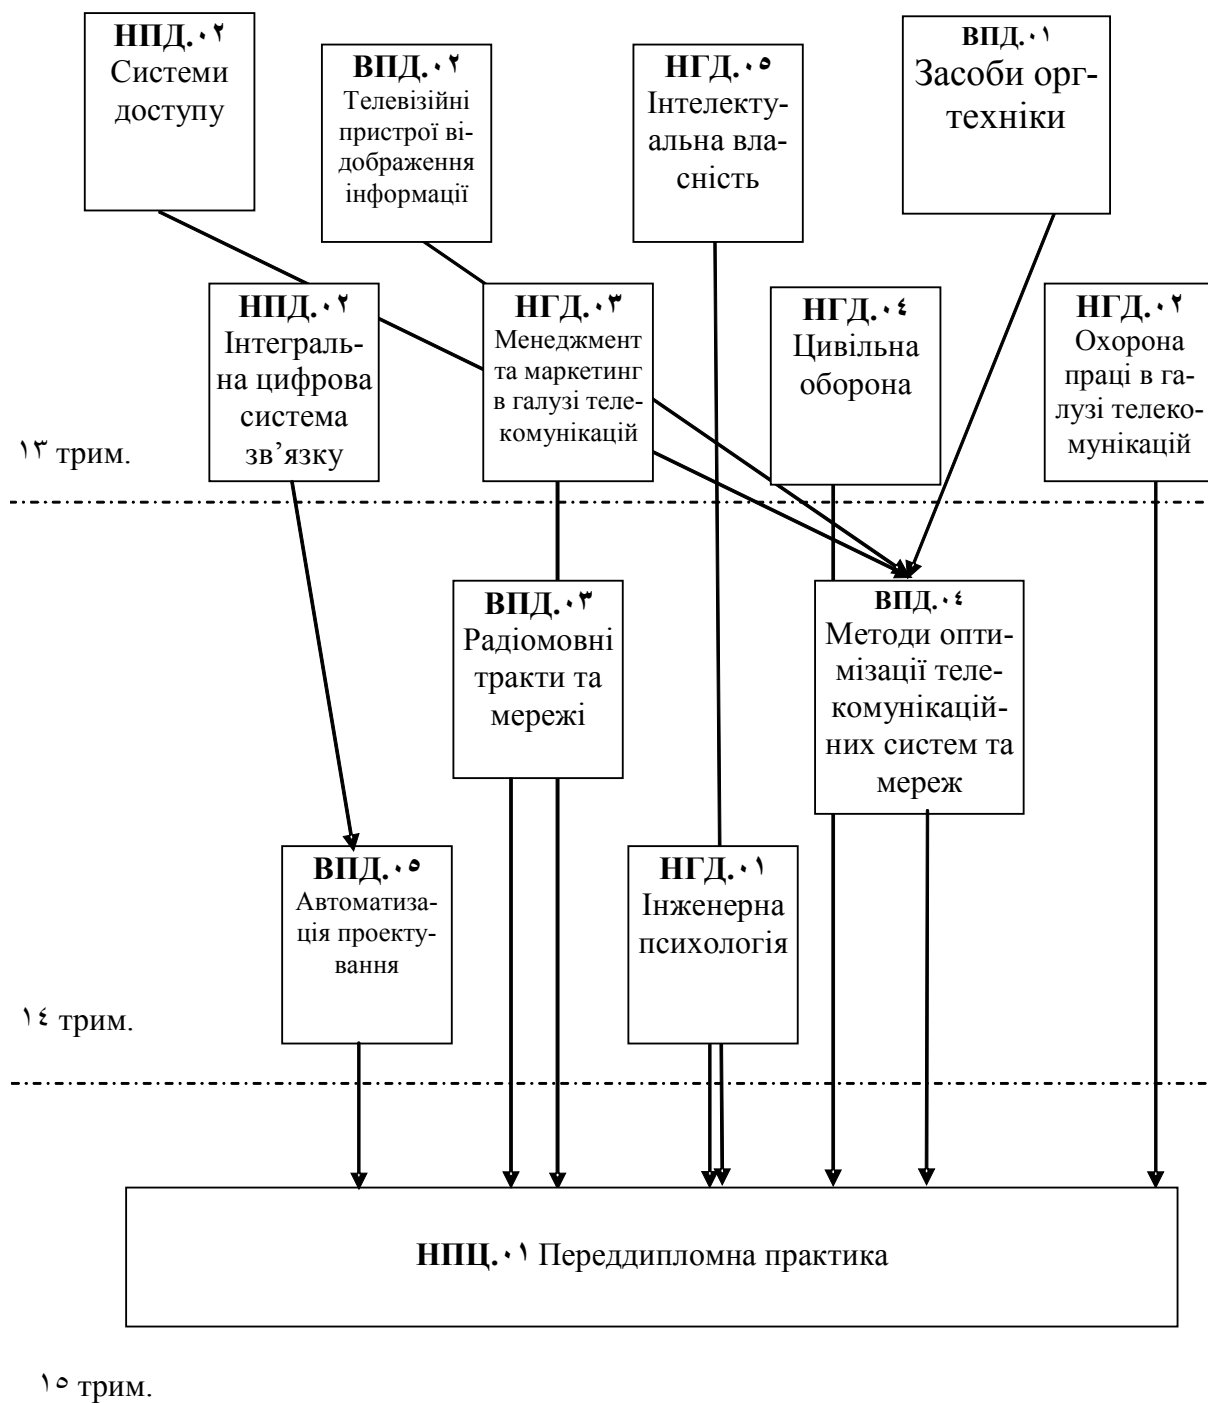 НПД.٠٢
Системи
доступу
ВПД.٠٢
Телевізійні
пристрої ві-
дображення
інформації
НГД.٠٥
Інтелекту-
альна вла-
сність
ВПД.٠١
Засоби орг-
техніки
НПД.٠٢
Інтеграль-
на цифрова
система
зв’язку
НГД.٠٣
Менеджмент
та маркетинг
в галузі теле-
комунікацій
НГД.٠٤
Цивільна
оборона
НГД.٠٢
Охорона
праці в га-
лузі телеко-
мунікацій
١٣ трим.
ВПД.٠٣
Радіомовні
тракти та
мережі
ВПД.٠٤
Методи опти-
мізації теле-
комунікацій-
них систем та
мереж
ВПД.٠٥
Автоматиза-
ція проекту-
вання
НГД.٠١
Інженерна
психологія
١٤ трим.
НПЦ.٠١ Переддипломна практика
١٥ трим.